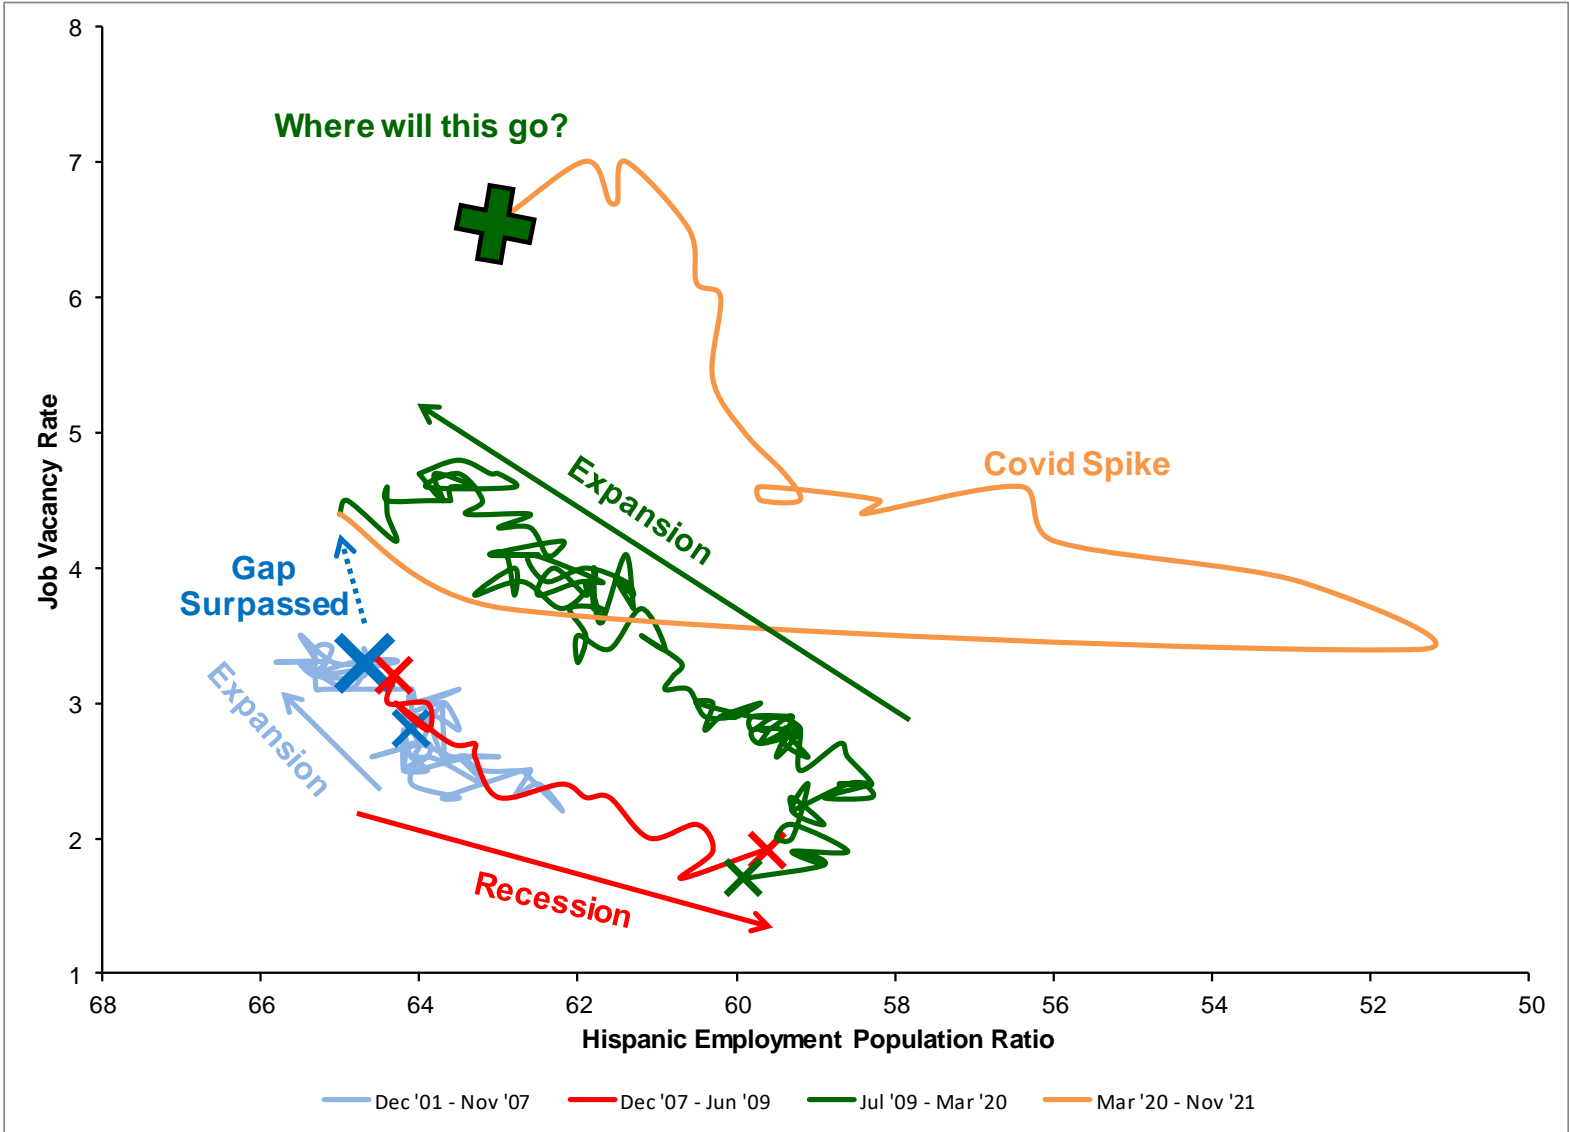 8
7
6
5
4
3
2
1
Job Vacancy Rate
Where will this go?
Covid Spike
Expansion
Gap
Surpassed
Expansion
Recession
68 66 64 62 60 58 56 54 52 50
Hispanic Employment Population Ratio
Dec '01 - Nov '07 Dec '07 - Jun '09 Jul '09 - Mar '20 Mar '20 - Nov '21